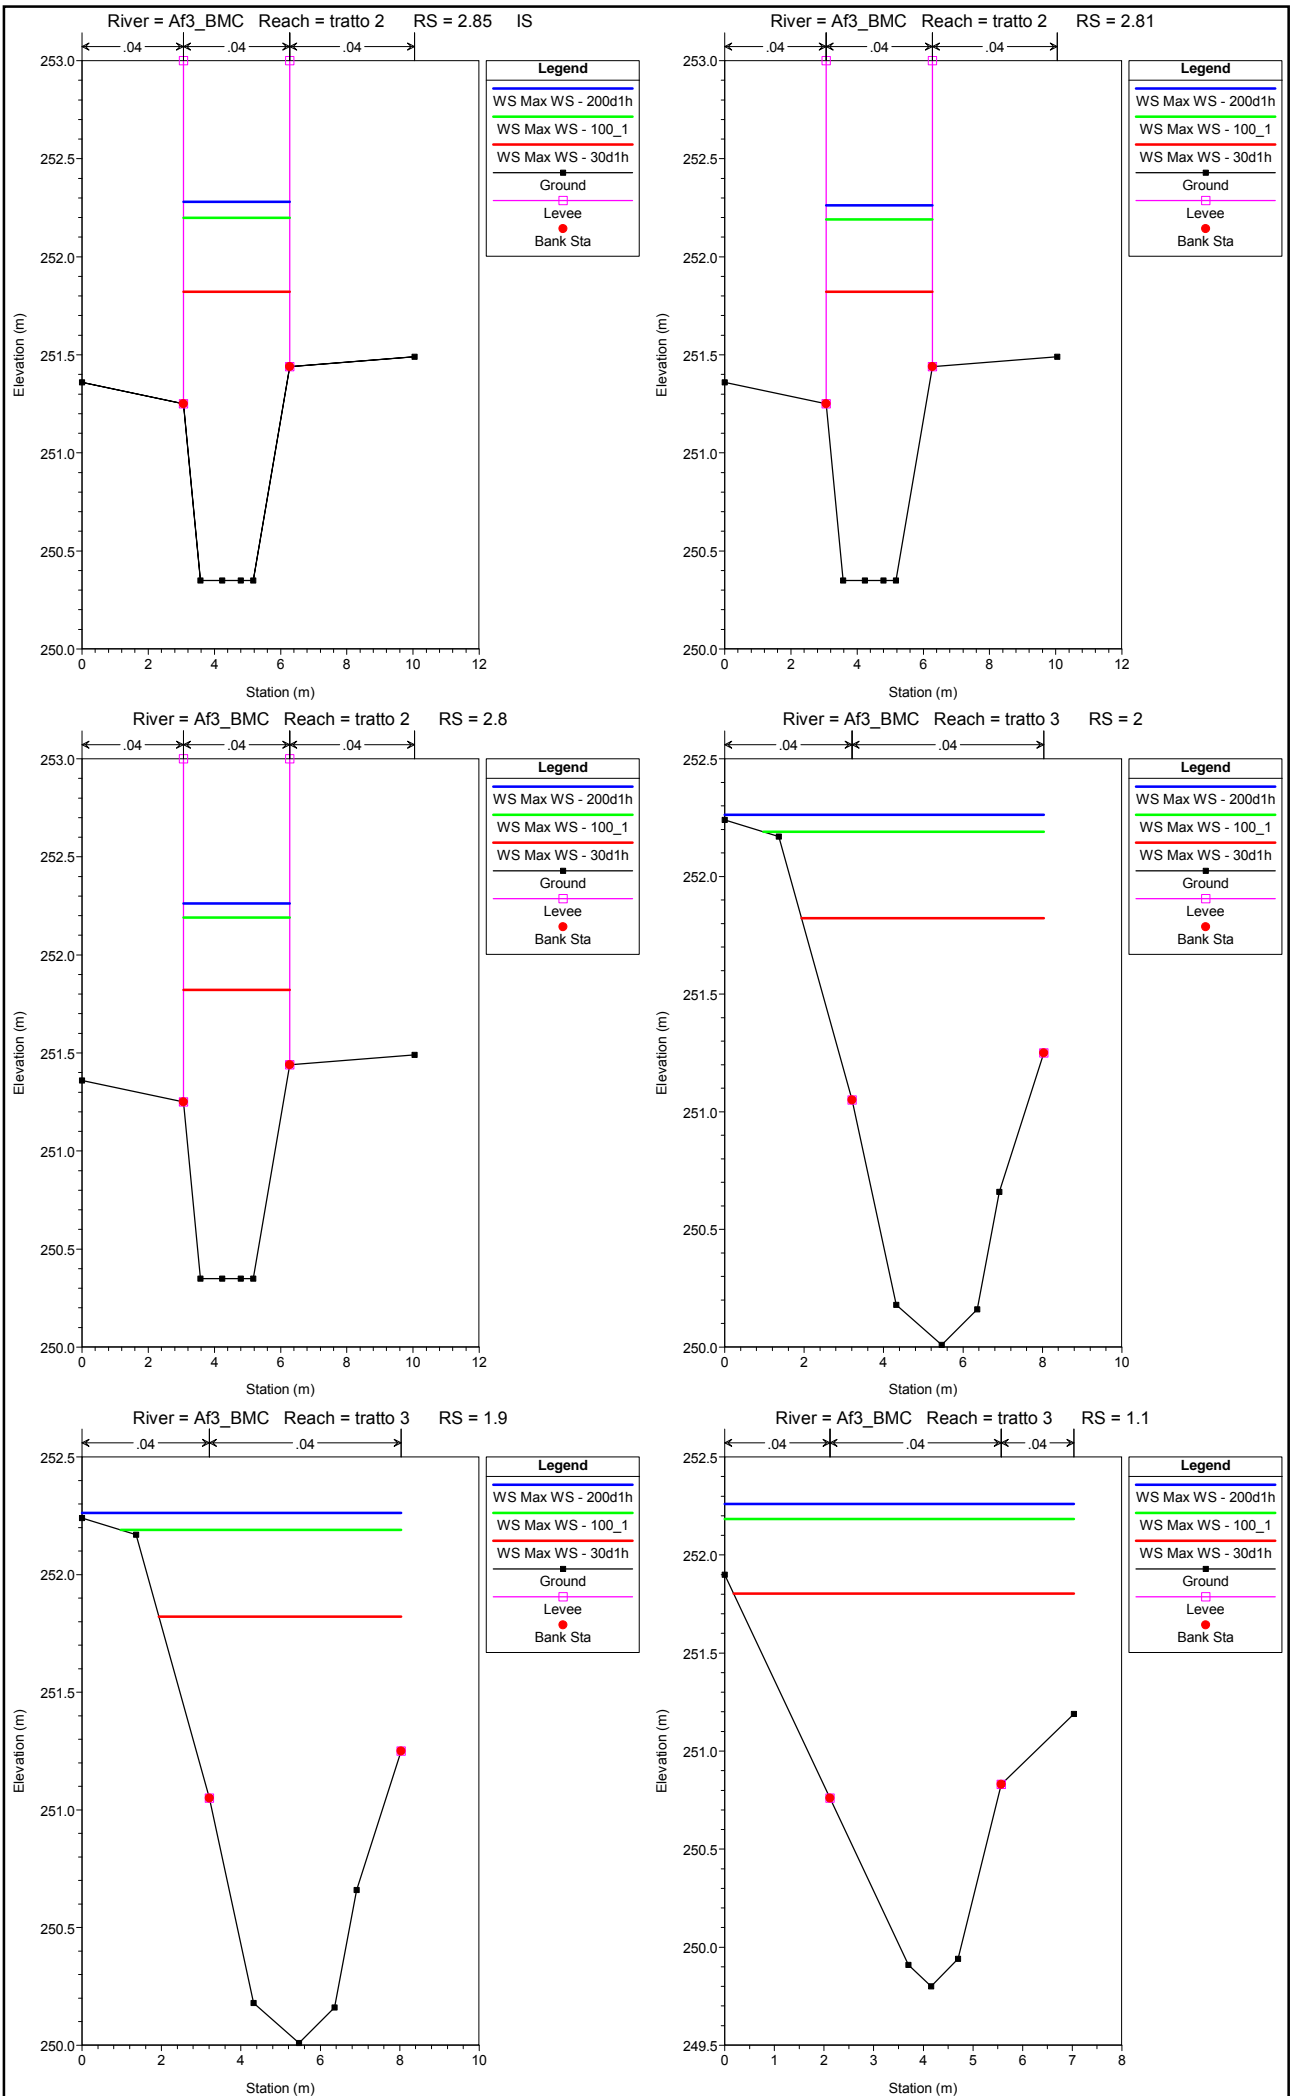 River = Af3_BMC Reach = tratto 2 RS = 2.85 IS
.04 .04 .04
253.0
252.5
252.0
251.5
251.0
250.5
250.0
Elevation (m)
0 2 4 6 8 10 12
Station (m)
Legend
WS Max WS - 200d1h
WS Max WS - 100_1
WS Max WS - 30d1h
Ground
Levee
Bank Sta
River = Af3_BMC Reach = tratto 2 RS = 2.81
.04 .04 .04
253.0
252.5
252.0
251.5
251.0
250.5
250.0
Elevation (m)
0 2 4 6 8 10 12
Station (m)
Legend
WS Max WS - 200d1h
WS Max WS - 100_1
WS Max WS - 30d1h
Ground
Levee
Bank Sta
River = Af3_BMC Reach = tratto 2 RS = 2.8
.04 .04 .04
253.0
252.5
252.0
251.5
251.0
250.5
250.0
Elevation (m)
0 2 4 6 8 10 12
Station (m)
Legend
WS Max WS - 200d1h
WS Max WS - 100_1
WS Max WS - 30d1h
Ground
Levee
Bank Sta
River = Af3_BMC Reach = tratto 3 RS = 2
.04 .04
252.5
252.0
251.5
251.0
250.5
250.0
Elevation (m)
0 2 4 6 8 10
Station (m)
Legend
WS Max WS - 200d1h
WS Max WS - 100_1
WS Max WS - 30d1h
Ground
Levee
Bank Sta
River = Af3_BMC Reach = tratto 3 RS = 1.9
.04 .04
252.5
252.0
251.5
251.0
250.5
250.0
Elevation (m)
0 2 4 6 8 10
Station (m)
Legend
WS Max WS - 200d1h
WS Max WS - 100_1
WS Max WS - 30d1h
Ground
Levee
Bank Sta
River = Af3_BMC Reach = tratto 3 RS = 1.1
.04 .04 .04
252.5
252.0
251.5
251.0
250.5
250.0
249.5
Elevation (m)
0 1 2 3 4 5 6 7 8
Station (m)
Legend
WS Max WS - 200d1h
WS Max WS - 100_1
WS Max WS - 30d1h
Ground
Levee
Bank Sta